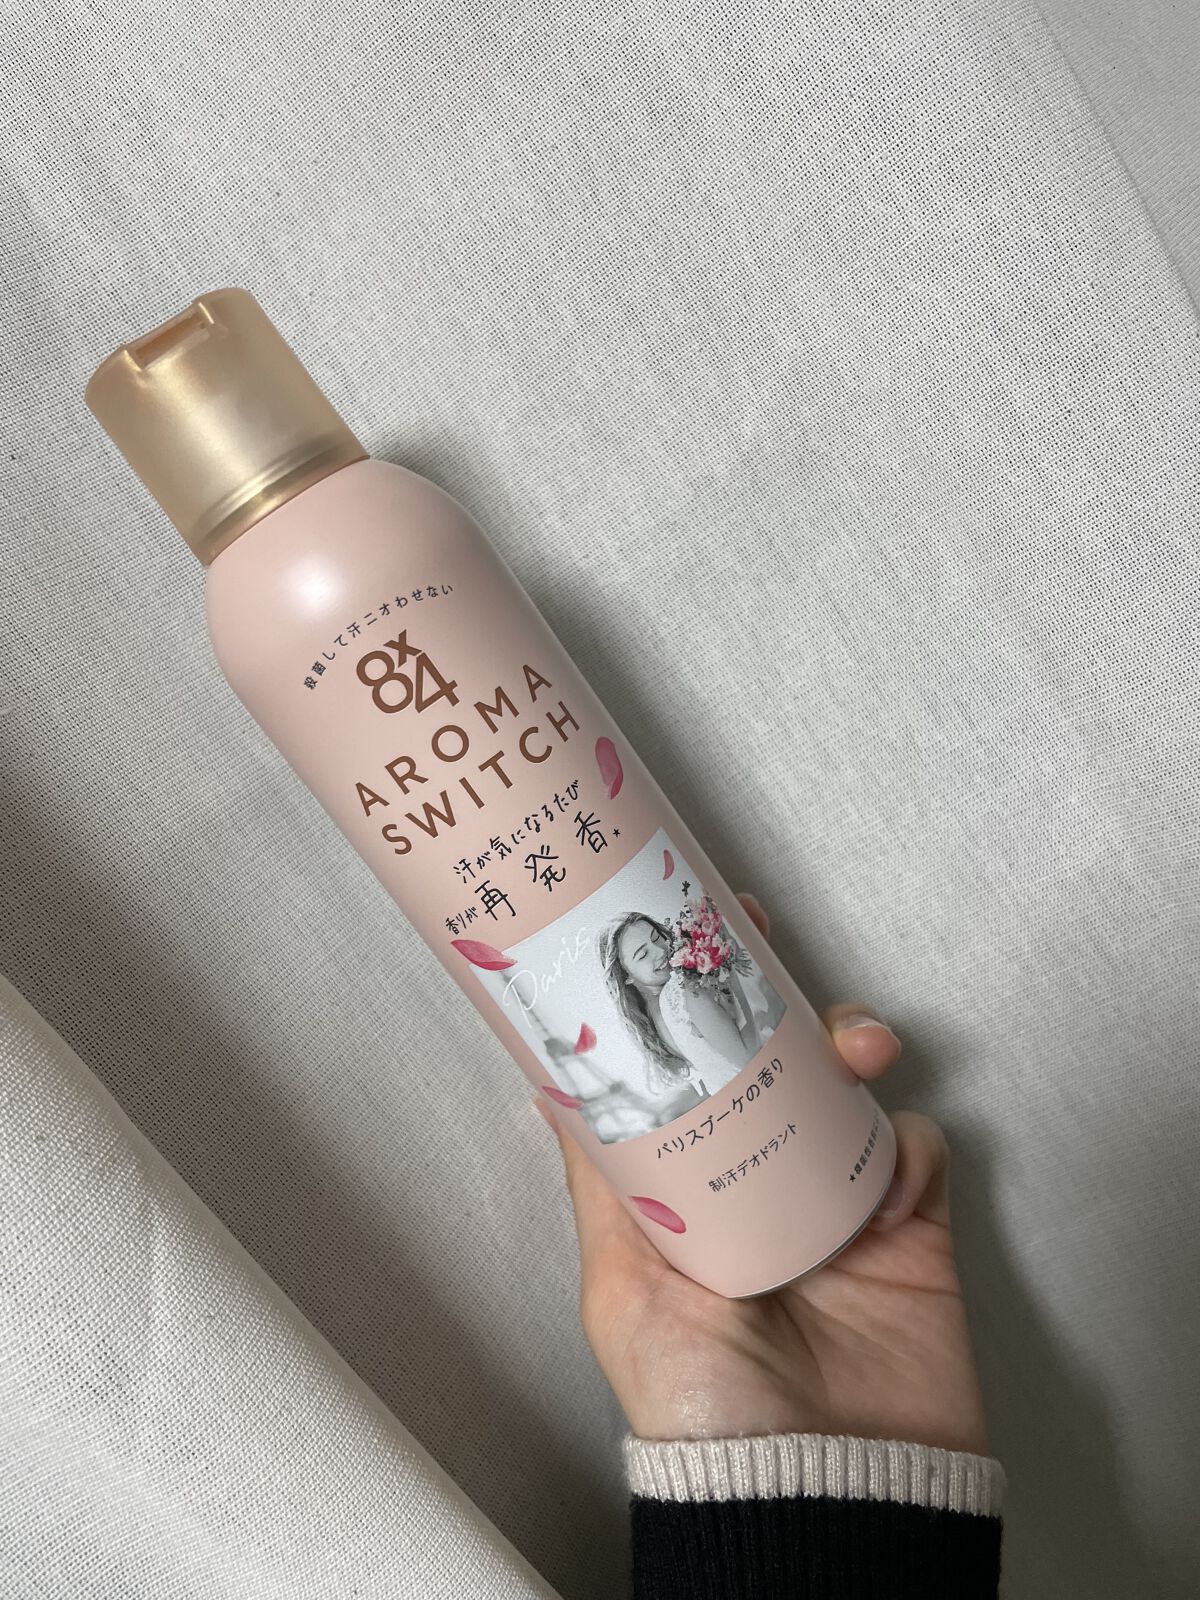 殺菌して汗ニオわせない
8x4
AROMA
SWITCH
汗が気になるたび
香りが再発香★
Paris
パリスブーケの香り
制汗デオドラント